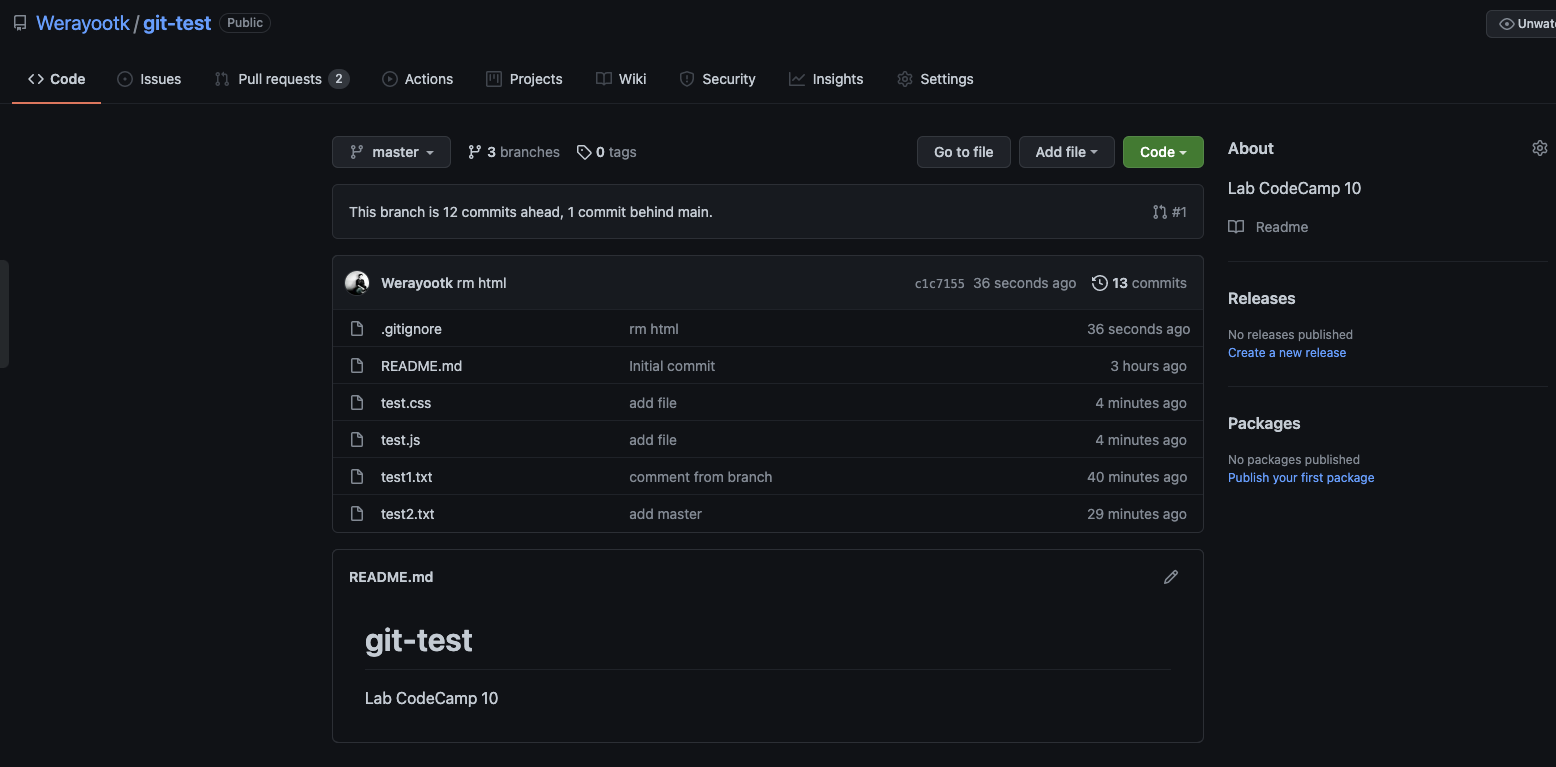 Werayootk / git-test Public
Unwat
Code Issues Pull requests 2 Actions Projects Wiki Security Insights Settings
master 3 branches 0 tags Go to file Add file Code
This branch is 12 commits ahead, 1 commit behind main. #1
Werayootk rm html c1c7155 36 seconds ago 13 commits
.gitignore rm html 36 seconds ago
README.md Initial commit 3 hours ago
test.css add file 4 minutes ago
test.js add file 4 minutes ago
test1.txt comment from branch 40 minutes ago
test2.txt add master 29 minutes ago
README.md
git-test
Lab CodeCamp 10
About
Lab CodeCamp 10
Readme
Releases
No releases published
Create a new release
Packages
No packages published
Publish your first package